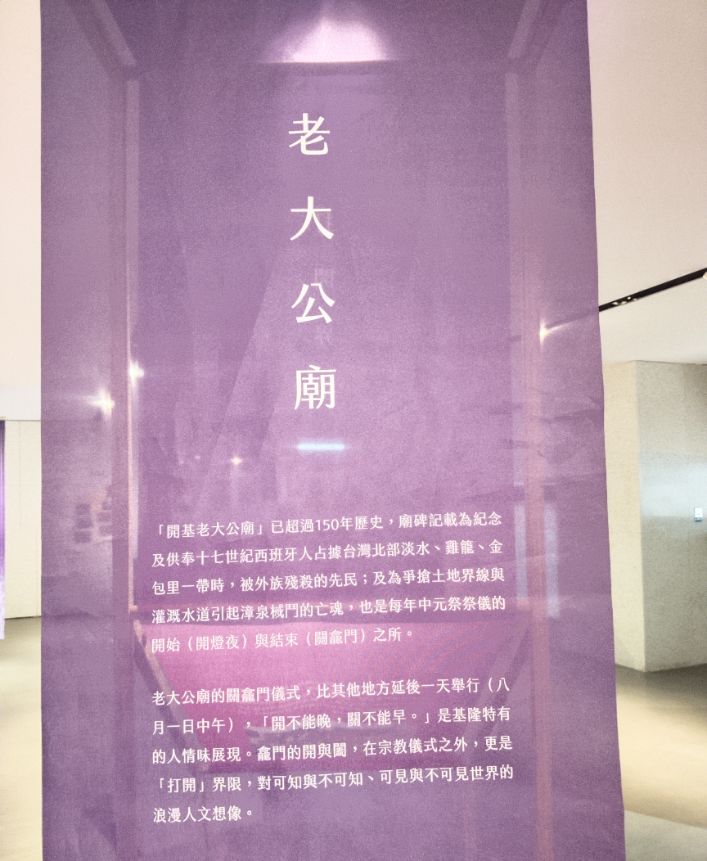 老大公廟
「開基老大公廟」已超過150年歷史，廟碑記載為紀念
及供奉十七世紀西班牙人占據台灣北部淡水、雞籠、金
包里一帶時，被外族殘殺的先民；及為爭搶土地界線與
灌溉水道引起漳泉械鬥的亡魂，也是每年中元祭祭儀的
開始（開燈夜）與結束（關龕門）之所。
老大公廟的關龕門儀式，比其他地方延後一天舉行（八
月一日中午），「開不能晚，關不能早。」是基隆特有
的人情味展現。龕門的開與闔，在宗教儀式之外，更是
「打開」界限，對可知與不可知、可見與不可見世界的
浪漫人文想像。